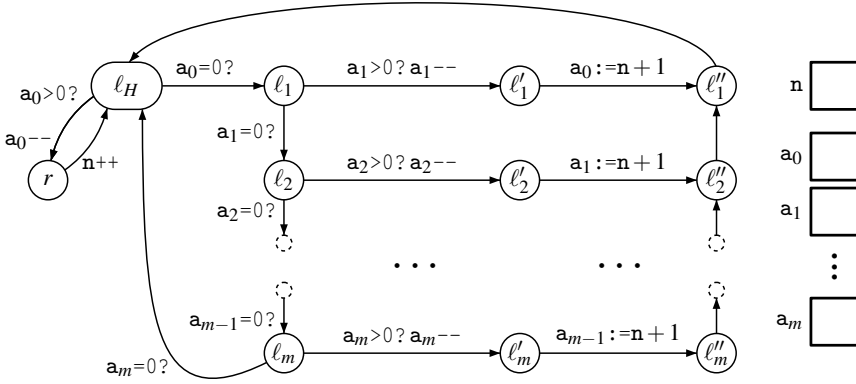 ℓ_H a₀=0? ℓ₁ a₁>0? a₁-- ℓ′₁ a₀:=n+1 ℓ″₁ n
a₀>0?
a₀-- n++ a₁=0?
r ℓ₂ a₂>0? a₂-- ℓ′₂ a₁:=n+1 ℓ″₂ a₀
a₂=0? a₁
··· ··· ⋮
a_{m−1}=0?
a_m=0? ℓ_m a_m>0? a_m-- ℓ′_m a_{m−1}:=n+1 ℓ″_m a_m